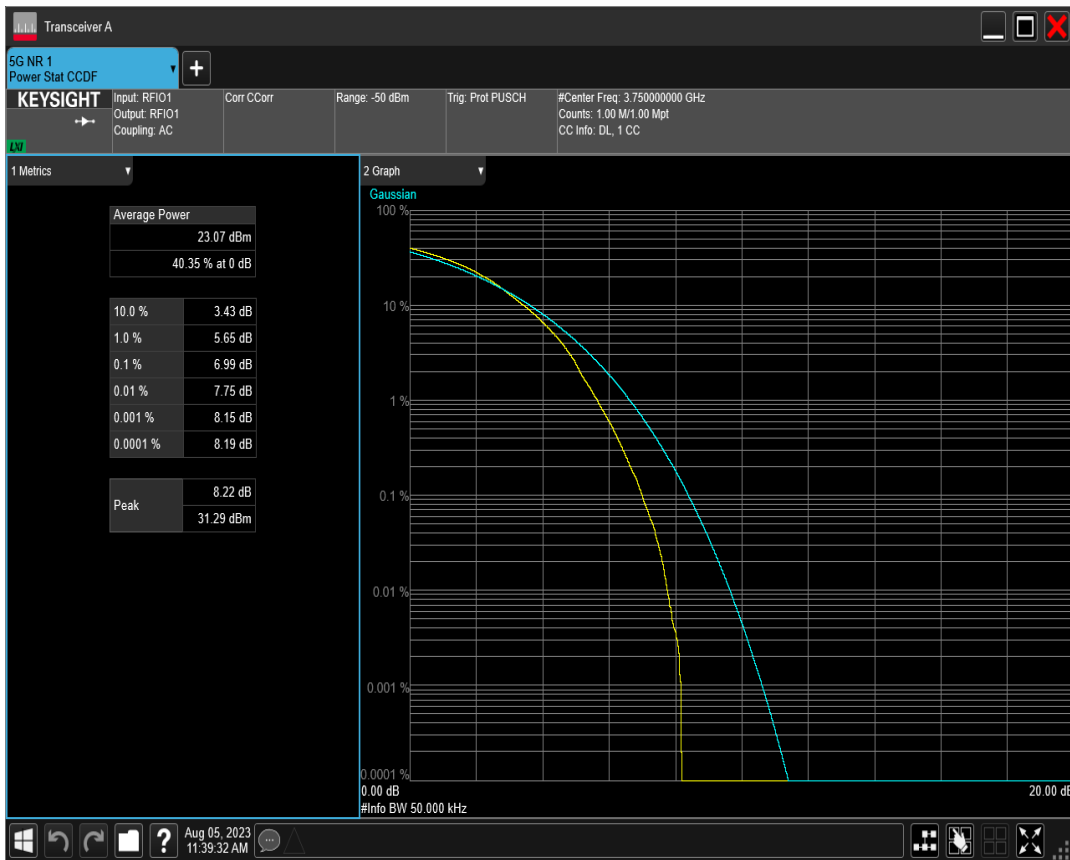 Transceiver A
5G NR 1
Power Stat CCDF
+
KEYSIGHT
LXI
Input: RFIO1
Output: RFIO1
Coupling: AC
Corr CCorr
Range: -50 dBm
Trig: Prot PUSCH
#Center Freq: 3.750000000 GHz
Counts: 1.00 M/1.00 Mpt
CC Info: DL, 1 CC
1 Metrics
Average Power
23.07 dBm
40.35 % at 0 dB
10.0 % 3.43 dB
1.0 % 5.65 dB
0.1 % 6.99 dB
0.01 % 7.75 dB
0.001 % 8.15 dB
0.0001 % 8.19 dB
Peak
8.22 dB
31.29 dBm
2 Graph
Gaussian
100 %
10 %
1 %
0.1 %
0.01 %
0.001 %
0.0001 %
0.00 dB
20.00 dB
#Info BW 50.000 kHz
?
Aug 05, 2023
11:39:32 AM